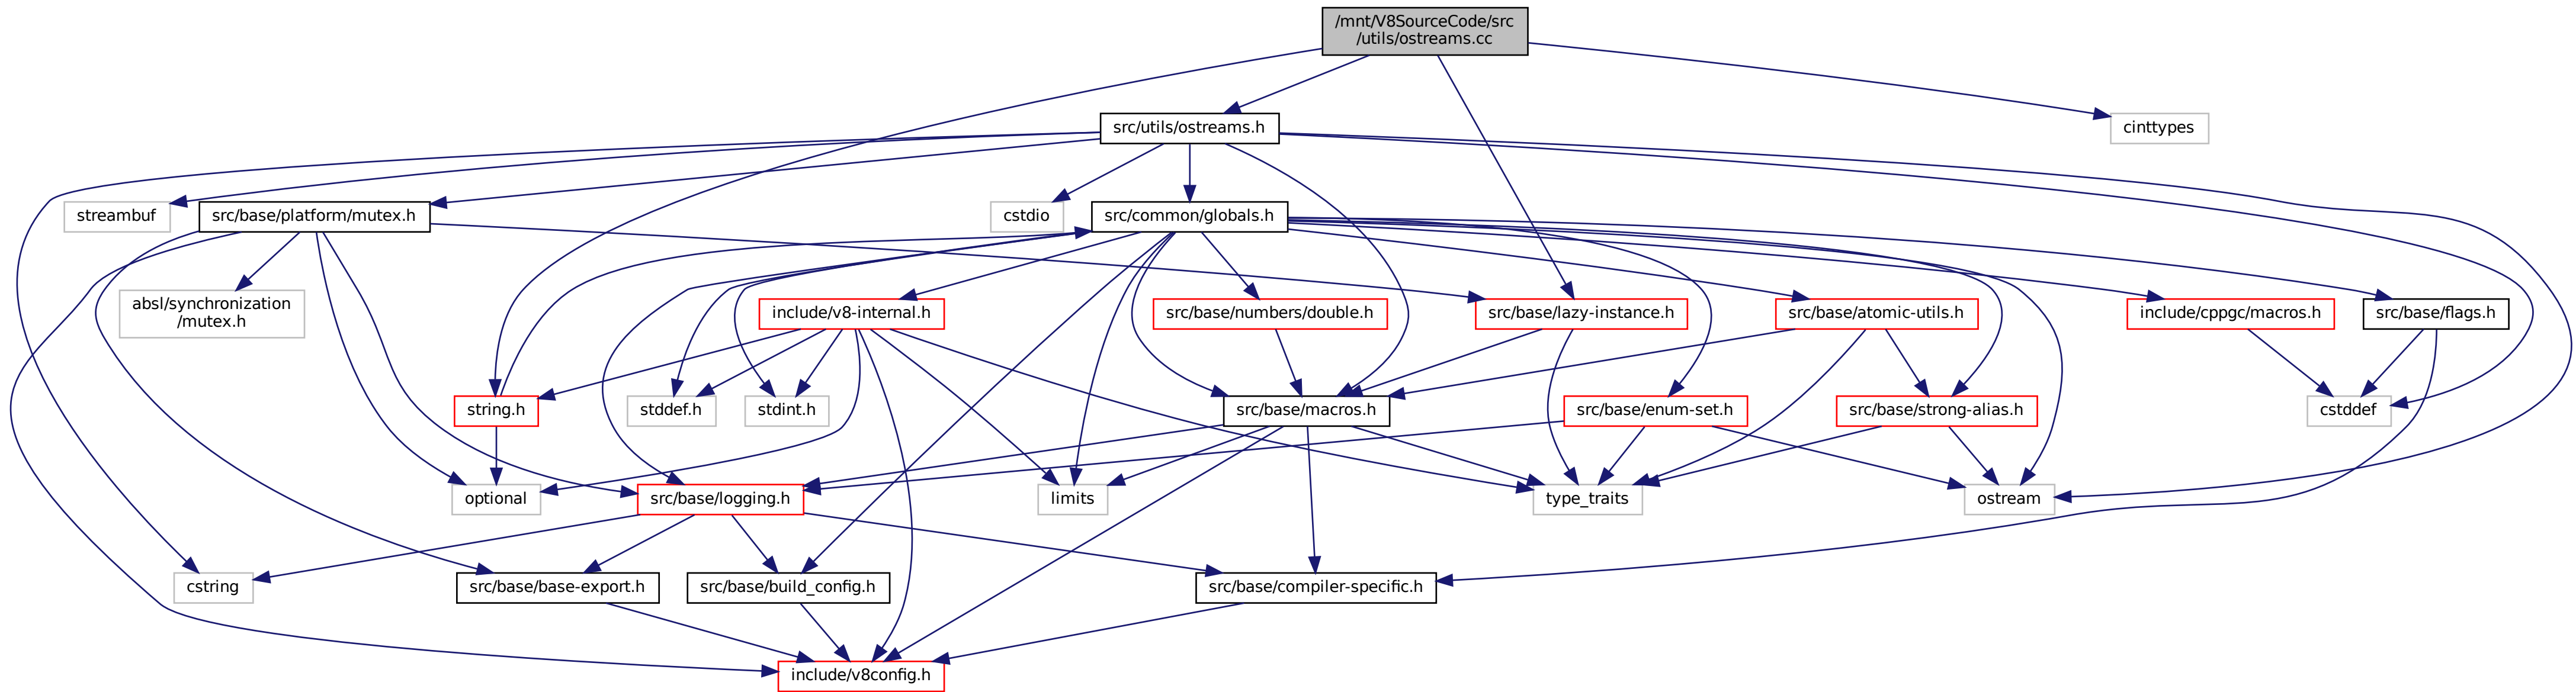 /mnt/V8SourceCode/src
/utils/ostreams.cc
src/utils/ostreams.h
cinttypes
streambuf
src/base/platform/mutex.h
cstdio
src/common/globals.h
absl/synchronization
/mutex.h
include/v8-internal.h
src/base/numbers/double.h
src/base/lazy-instance.h
src/base/atomic-utils.h
include/cppgc/macros.h
src/base/flags.h
string.h
stddef.h
stdint.h
src/base/macros.h
src/base/enum-set.h
src/base/strong-alias.h
cstddef
optional
src/base/logging.h
limits
type_traits
ostream
cstring
src/base/base-export.h
src/base/build_config.h
src/base/compiler-specific.h
include/v8config.h